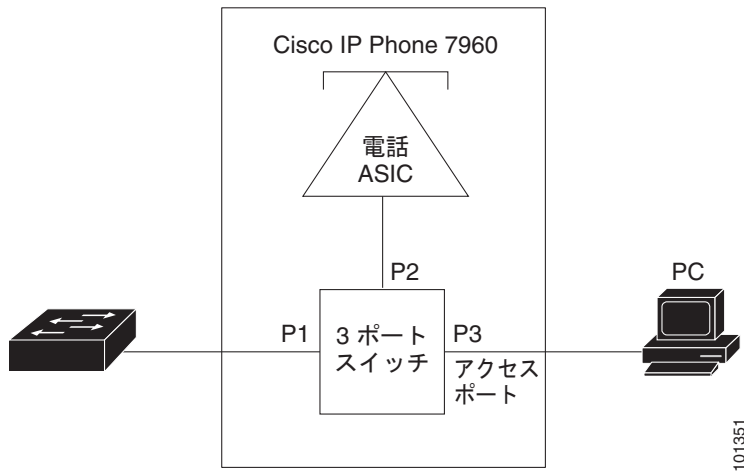 Cisco IP Phone 7960
電話
ASIC
P2
PC
P1
3 ポート
スイッチ
P3
アクセス
ポート
101351